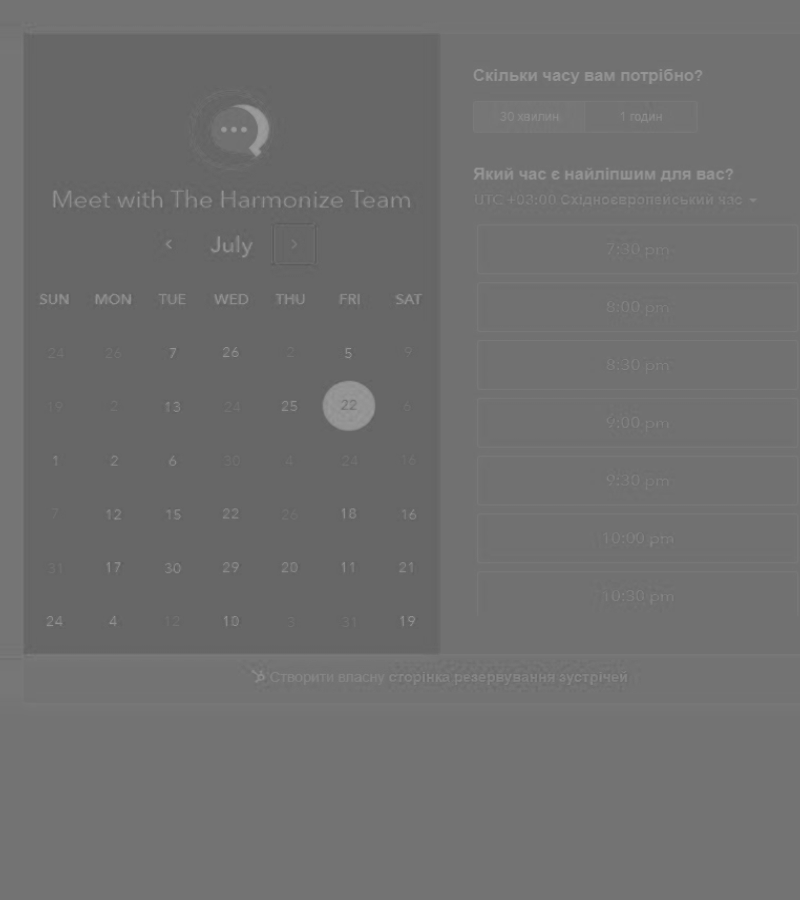 Meet with The Harmonize Team
July
SUN MON TUE WED THU FRI SAT
24 26 7 26 2 5 9
19 2 13 24 25 22 6
1 2 6 30 4 24 16
7 12 15 22 26 18 16
31 17 30 29 20 11 21
24 4 12 10 3 31 19
Скільки часу вам потрібно?
30 хвилин 1 годин
Який час є найліпшим для вас?
UTC +03:00 Східноєвропейський час
7:30 pm
8:00 pm
8:30 pm
9:00 pm
9:30 pm
10:00 pm
10:30 pm
Створити власну сторінка резервування зустрічей